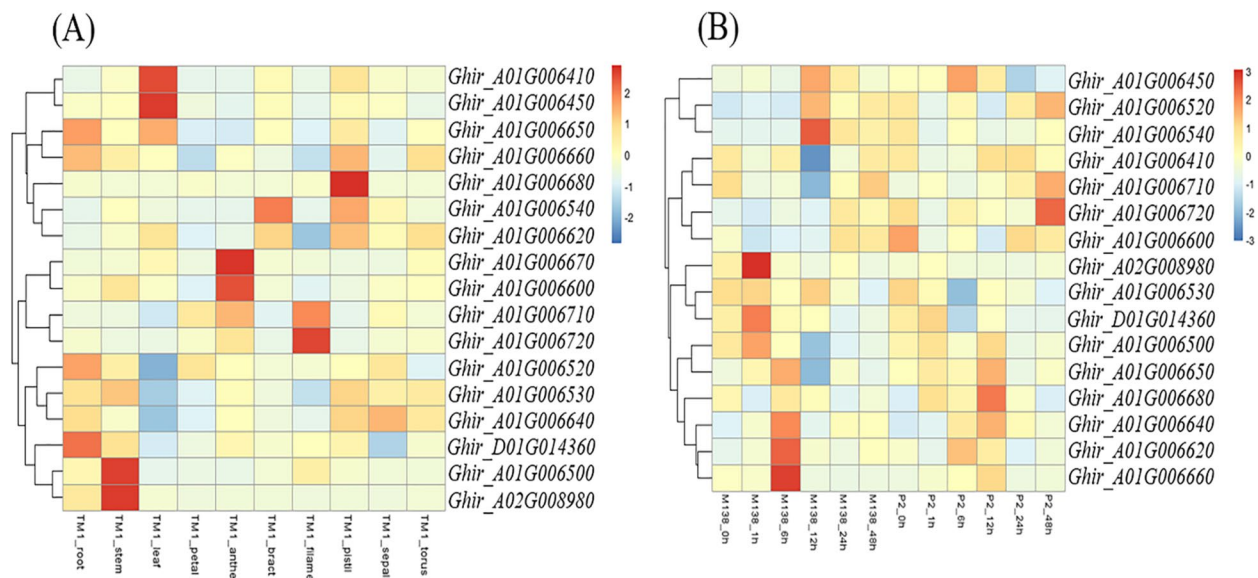 (A)
Ghir_A01G006410
Ghir_A01G006450
Ghir_A01G006650
Ghir_A01G006660
Ghir_A01G006680
Ghir_A01G006540
Ghir_A01G006620
Ghir_A01G006670
Ghir_A01G006600
Ghir_A01G006710
Ghir_A01G006720
Ghir_A01G006520
Ghir_A01G006530
Ghir_A01G006640
Ghir_D01G014360
Ghir_A01G006500
Ghir_A02G008980
2
1
0
-1
-2
TM1_root
TM1_stem
TM1_leaf
TM1_petal
TM1_anthe
TM1_bract
TM1_filame
TM1_pistil
TM1_sepal
TM1_torus
(B)
Ghir_A01G006450
Ghir_A01G006520
Ghir_A01G006540
Ghir_A01G006410
Ghir_A01G006710
Ghir_A01G006720
Ghir_A01G006600
Ghir_A02G008980
Ghir_A01G006530
Ghir_D01G014360
Ghir_A01G006500
Ghir_A01G006650
Ghir_A01G006680
Ghir_A01G006640
Ghir_A01G006620
Ghir_A01G006660
3
2
1
0
-1
-2
-3
M138_0h
M138_1h
M138_6h
M138_12h
M138_24h
M138_48h
P2_0h
P2_1h
P2_6h
P2_12h
P2_24h
P2_48h